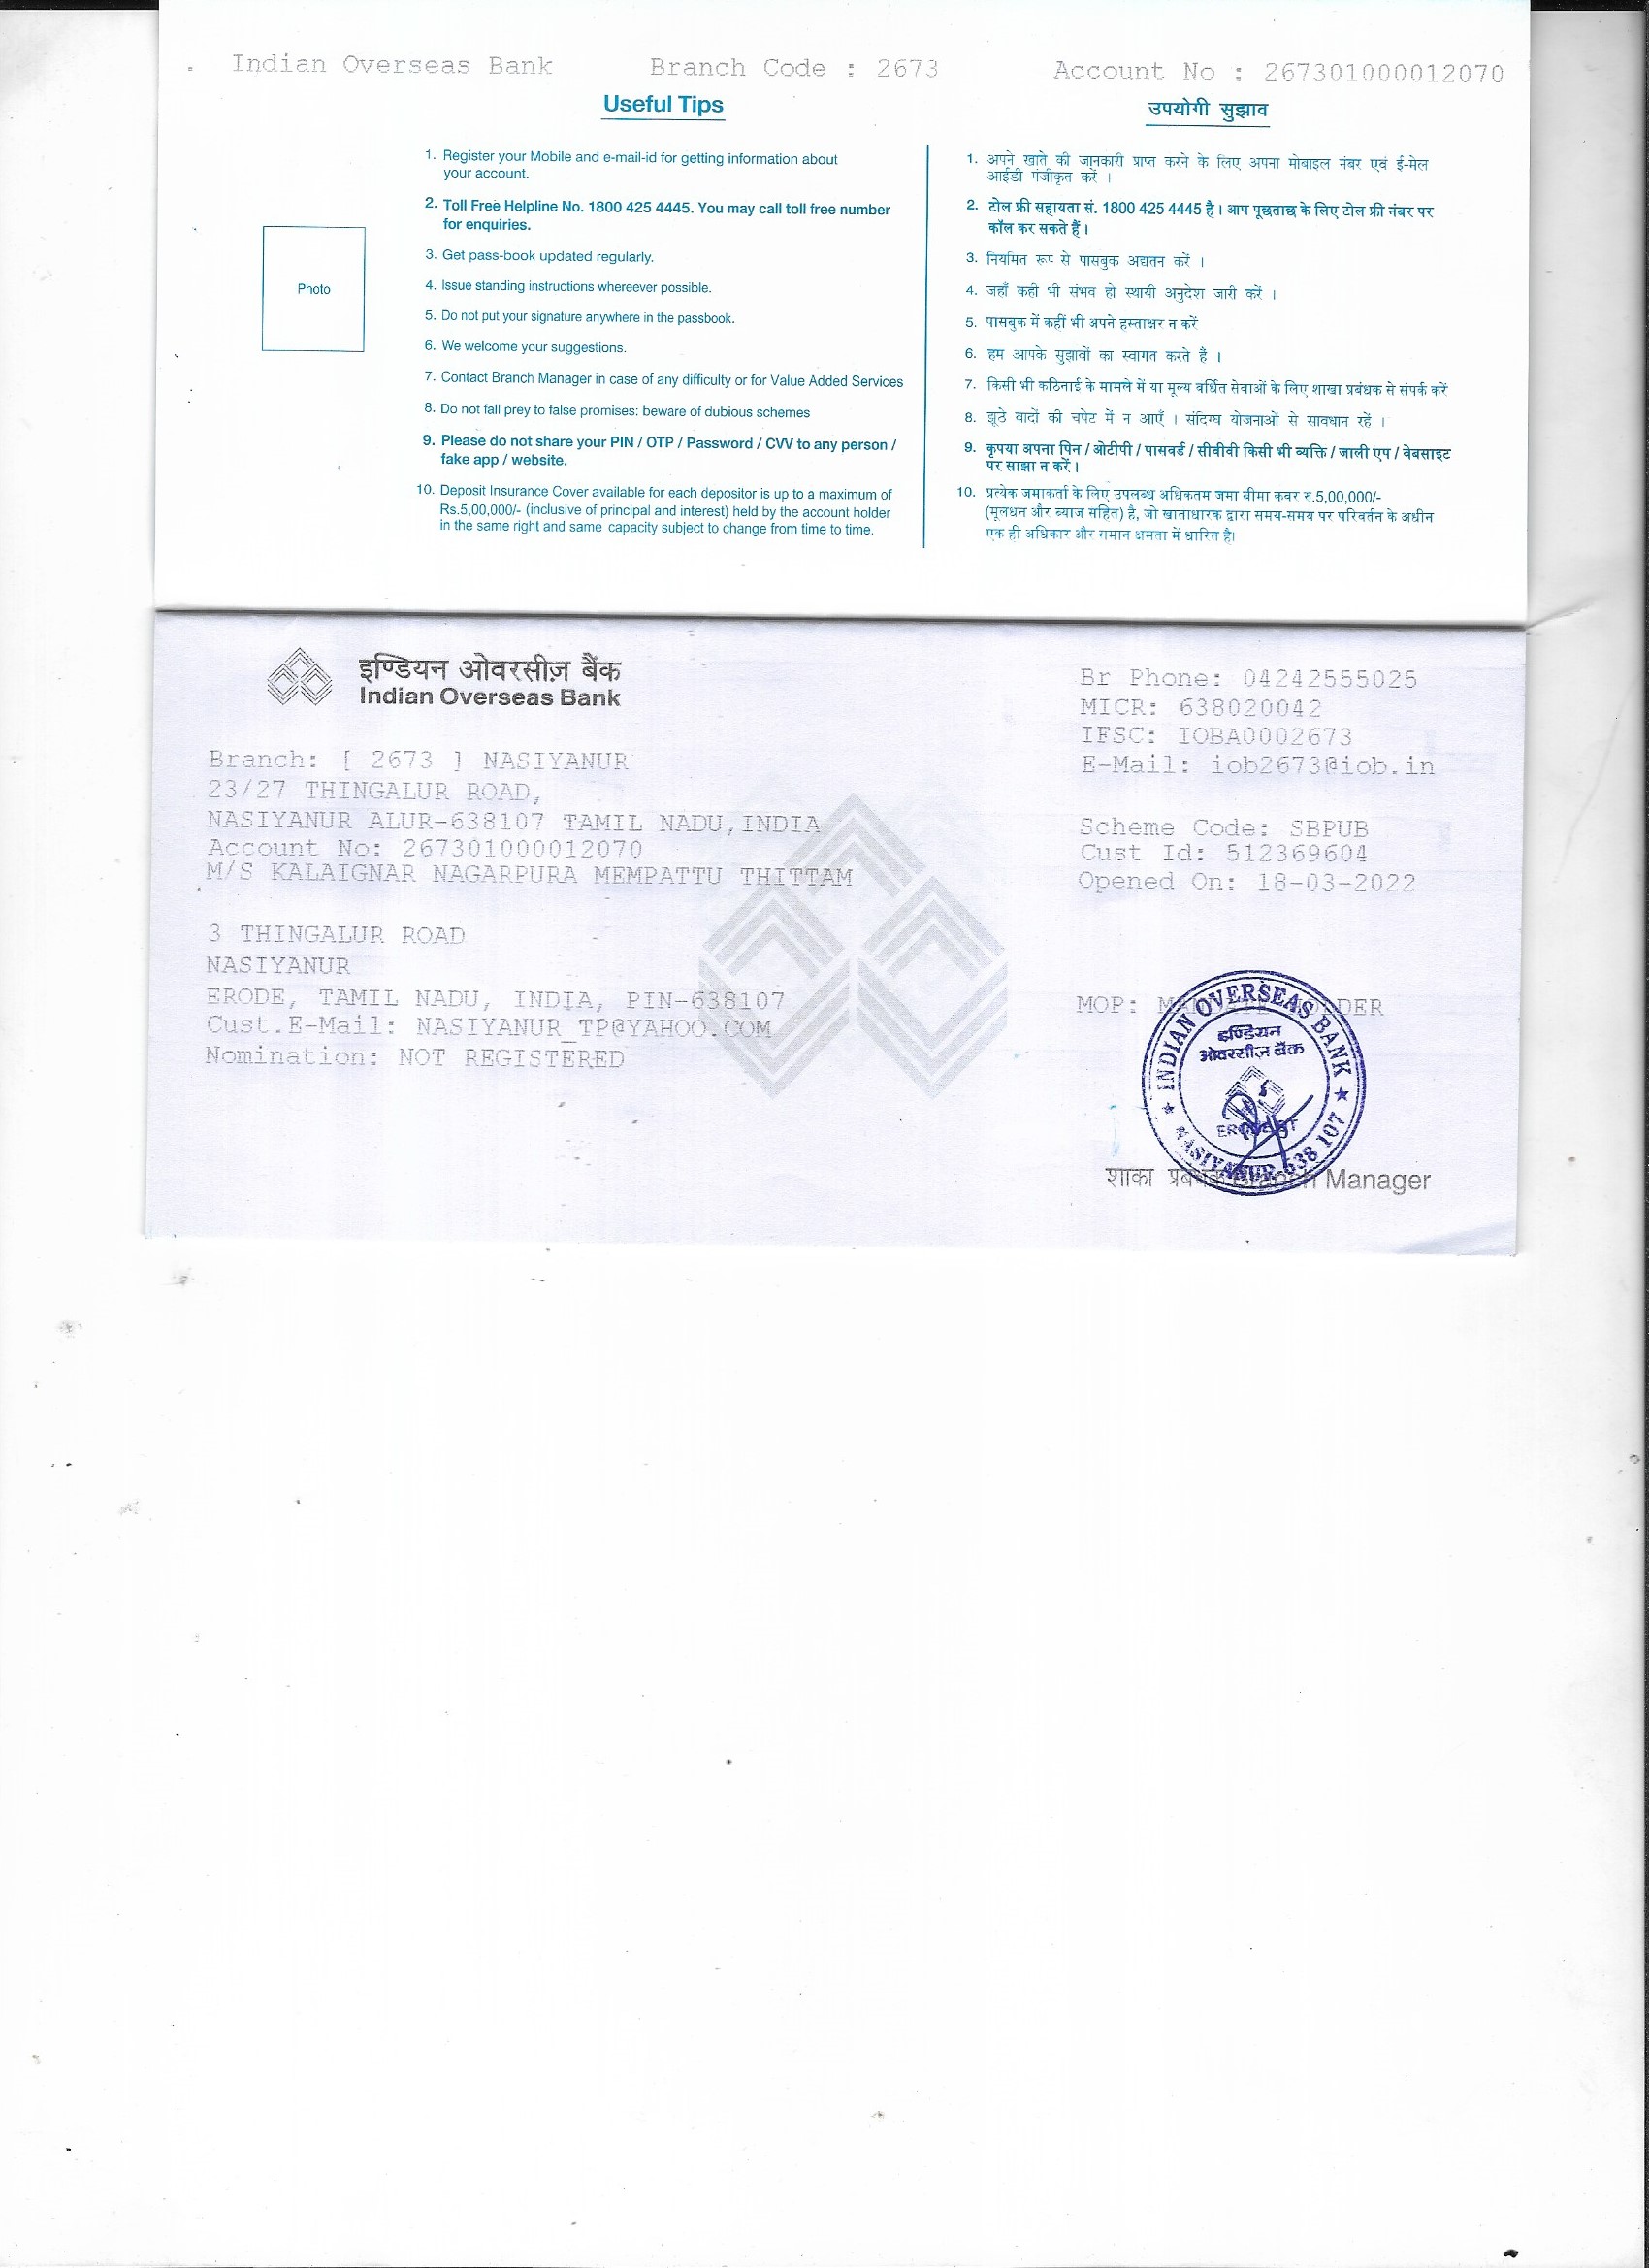 Indian Overseas Bank Branch Code : 2673 Account No : 267301000012070
Useful Tips
1. Register your Mobile and e-mail-id for getting information about
your account.
2. Toll Free Helpline No. 1800 425 4445. You may call toll free number
for enquiries.
3. Get pass-book updated regularly.
4. Issue standing instructions whereever possible.
5. Do not put your signature anywhere in the passbook.
6. We welcome your suggestions.
7. Contact Branch Manager in case of any difficulty or for Value Added Services
8. Do not fall prey to false promises: beware of dubious schemes
9. Please do not share your PIN / OTP / Password / CVV to any person /
fake app / website.
10. Deposit Insurance Cover available for each depositor is up to a maximum of
Rs.5,00,000/- (inclusive of principal and interest) held by the account holder
in the same right and same capacity subject to change from time to time.
Photo
उपयोगी सुझाव
1. अपने खाते की जानकारी प्राप्त करने के लिए अपना मोबाइल नंबर एवं ई-मेल
आईडी पंजीकृत करें ।
2. टोल फ्री सहायता सं. 1800 425 4445 है । आप पूछताछ के लिए टोल फ्री नंबर पर
कॉल कर सकते हैं ।
3. नियमित रूप से पासबुक अद्यतन करें ।
4. जहाँ कही भी संभव हो स्थायी अनुदेश जारी करें ।
5. पासबुक में कहीं भी अपने हस्ताक्षर न करें
6. हम आपके सुझावों का स्वागत करते हैं ।
7. किसी भी कठिनाई के मामले में या मूल्य वर्धित सेवाओं के लिए शाखा प्रबंधक से संपर्क करें
8. झूठे वादों की चपेट में न आएँ । संदिग्ध योजनाओं से सावधान रहें ।
9. कृपया अपना पिन / ओटीपी / पासवर्ड / सीवीवी किसी भी व्यक्ति / जाली एप / वेबसाइट
पर साझा न करें ।
10. प्रत्येक जमाकर्ता के लिए उपलब्ध अधिकतम जमा बीमा कवर रु.5,00,000/-
(मूलधन और ब्याज सहित) है, जो खाताधारक द्वारा समय-समय पर परिवर्तन के अधीन
एक ही अधिकार और समान क्षमता में धारित है।
इण्डियन ओवरसीज़ बैंक
Indian Overseas Bank
Branch: [ 2673 ] NASIYANUR
23/27 THINGALUR ROAD,
NASIYANUR ALUR-638107 TAMIL NADU,INDIA
Account No: 267301000012070
M/S KALAIGNAR NAGARPURA MEMPATTU THITTAM
3 THINGALUR ROAD
NASIYANUR
ERODE, TAMIL NADU, INDIA, PIN-638107
Cust.E-Mail: NASIYANUR_TP@YAHOO.COM
Nomination: NOT REGISTERED
Br Phone: 04242555025
MICR: 638020042
IFSC: IOBA0002673
E-Mail: iob2673@iob.in
Scheme Code: SBPUB
Cust Id: 512369604
Opened On: 18-03-2022
MOP:
INDIAN OVERSEAS BANK
इण्डियन
ओवरसीज़ बैंक
NASIYANUR-638 107
शाका प्रबंधक Branch Manager